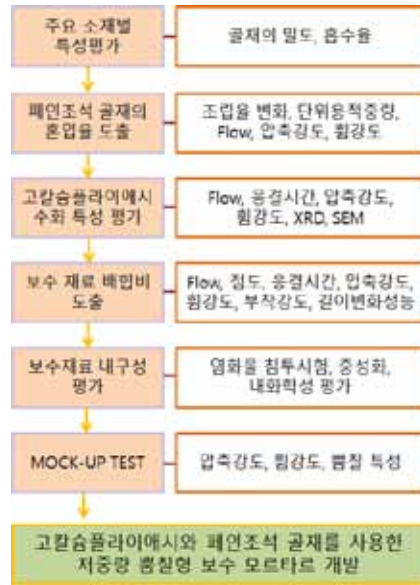 주요 소재별
특성평가
골재의 밀도, 흡수율
폐인조석 골재의
혼입율 도출
조립율 변화, 단위용적중량,
Flow, 압축강도, 휨강도
고칼슘플라이애시
수화 특성 평가
Flow, 응결시간, 압축강도,
휨강도, XRD, SEM
보수 재료 배합비
도출
Flow, 점도, 응결시간, 압축강도,
휨강도, 부착강도, 길이변화성능
보수재료 내구성
평가
염화물 침투시험, 중성화,
내화학성 평가
MOCK-UP TEST
압축강도, 휨강도, 뿜칠 특성
고칼슘플라이애시와 폐인조석 골재를 사용한
저중량 뿜칠형 보수 모르타르 개발